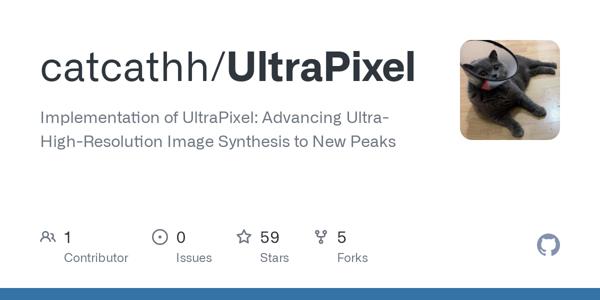 catcathh/UltraPixel
Implementation of UltraPixel: Advancing Ultra-
High-Resolution Image Synthesis to New Peaks
1 0 59 5
Contributor Issues Stars Forks